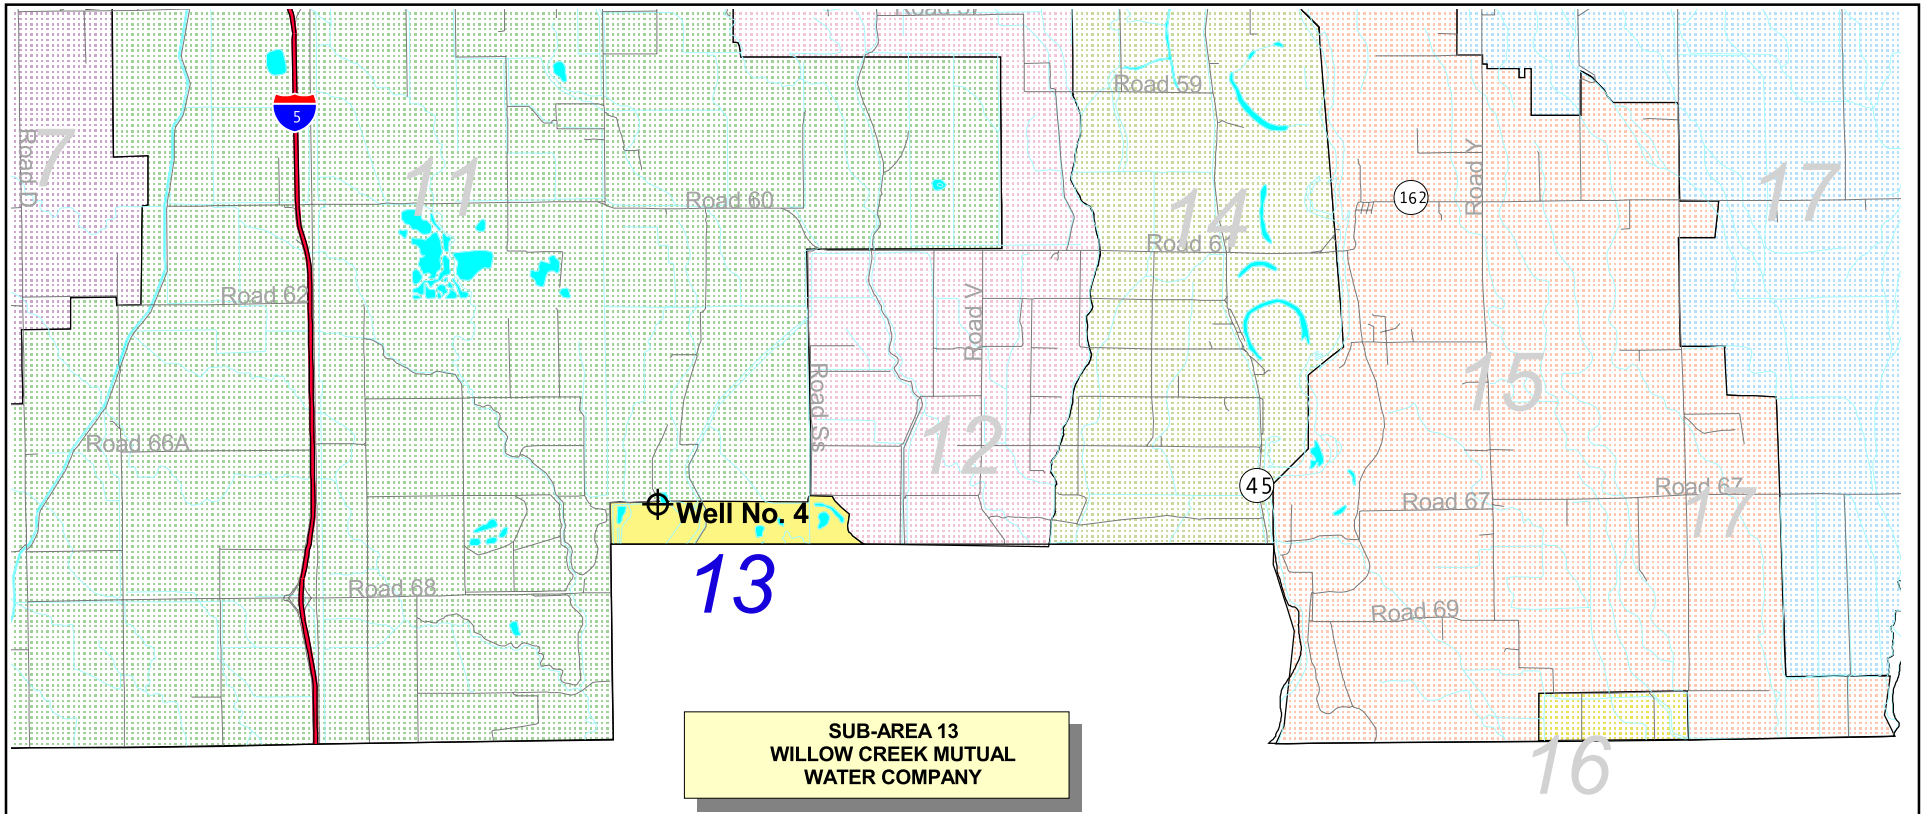 Road 59
5
Road D
7
11
Road Y
17
162
Road 60
14
Road 61
Road 62
Road V
15
Road Ss
12
Road 66A
45
Road 67
Road 67
17
Well No. 4
13
Road 68
Road 69
SUB-AREA 13
WILLOW CREEK MUTUAL
WATER COMPANY
16